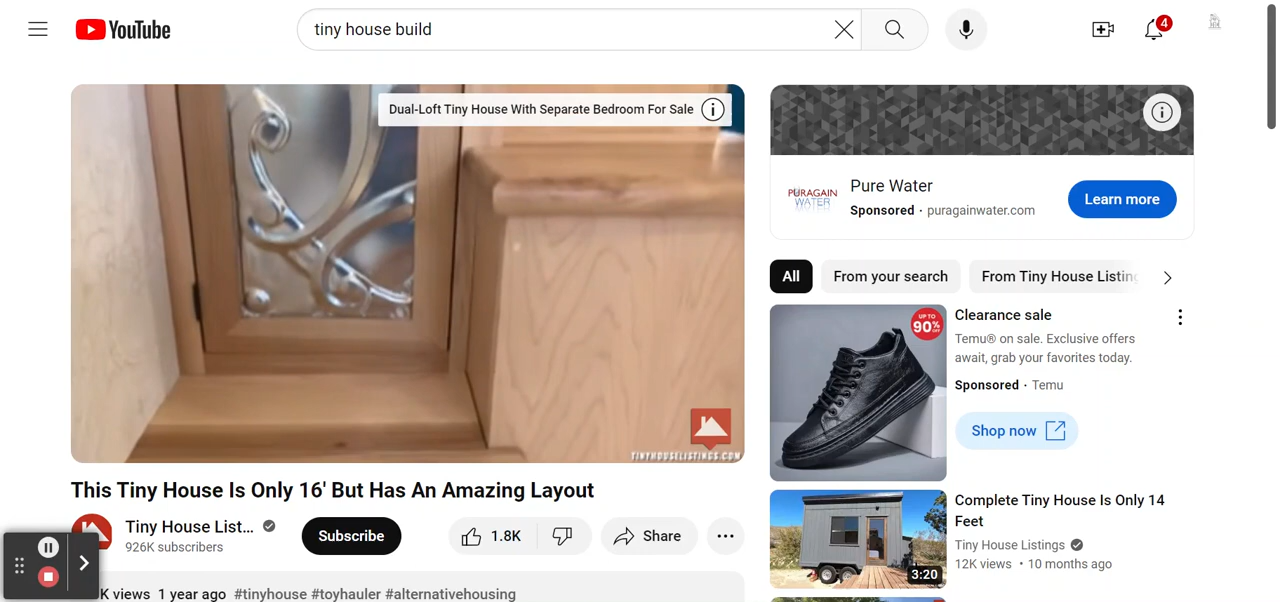 YouTube
tiny house build
4
Dual-Loft Tiny House With Separate Bedroom For Sale
TINYHOUSELISTINGS.COM
This Tiny House Is Only 16' But Has An Amazing Layout
Tiny House List...
926K subscribers
Subscribe
1.8K
Share
K views 1 year ago #tinyhouse #toyhauler #alternativehousing
PURAGAIN
WATER
Pure Water
Sponsored · puragainwater.com
Learn more
All
From your search
From Tiny House Listing
UP TO
90%
OFF
Clearance sale
Temu® on sale. Exclusive offers
await, grab your favorites today.
Sponsored · Temu
Shop now
3:20
Complete Tiny House Is Only 14
Feet
Tiny House Listings
12K views • 10 months ago